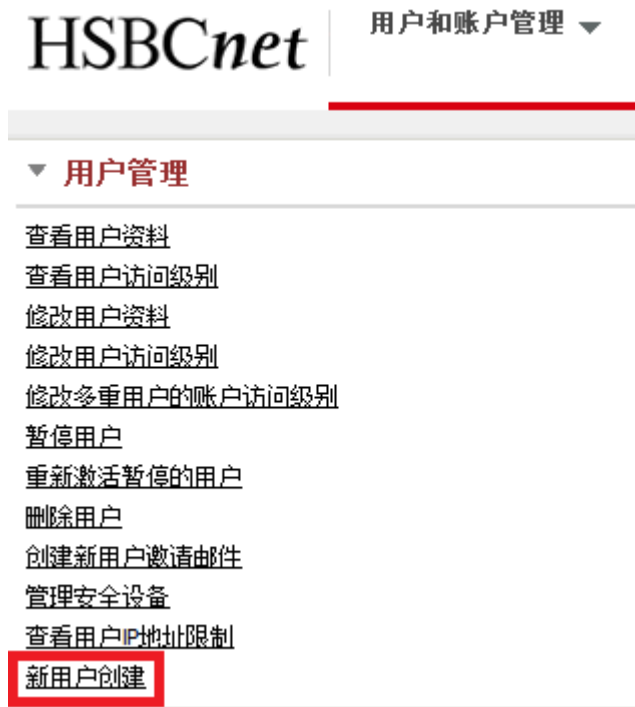 HSBCnet
用户和账户管理
用户管理
查看用户资料
查看用户访问级别
修改用户资料
修改用户访问级别
修改多重用户的账户访问级别
暂停用户
重新激活暂停的用户
删除用户
创建新用户邀请邮件
管理安全设备
查看用户IP地址限制
新用户创建